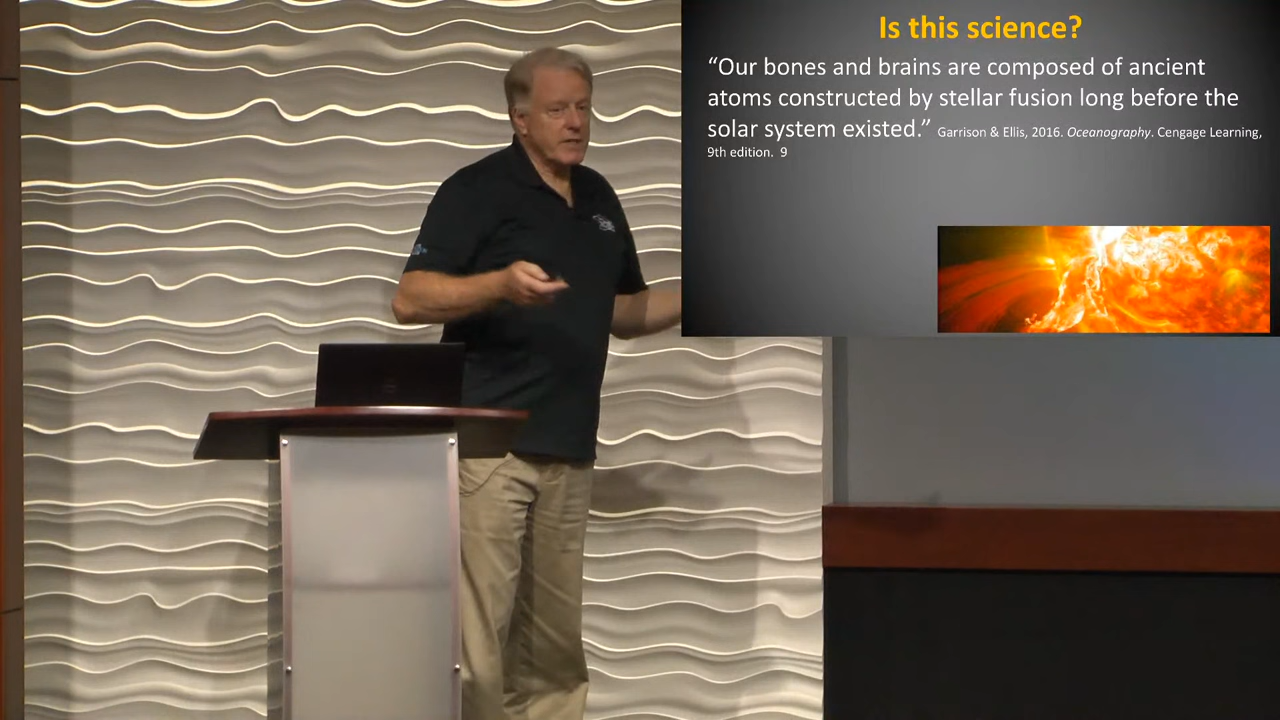 Is this science?
“Our bones and brains are composed of ancient
atoms constructed by stellar fusion long before the
solar system existed.” Garrison & Ellis, 2016. Oceanography. Cengage Learning,
9th edition. 9